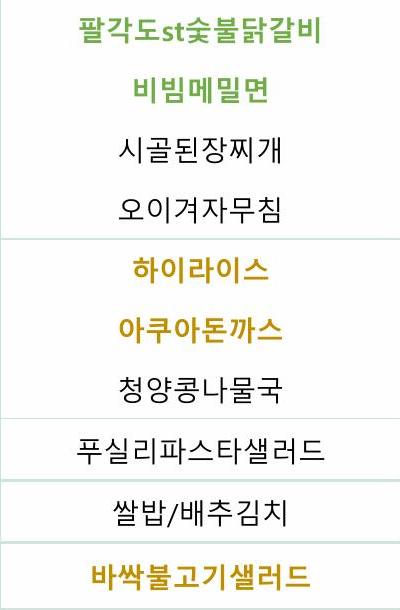 팔각도st숯불닭갈비
비빔메밀면
시골된장찌개
오이겨자무침
하이라이스
아쿠아돈까스
청양콩나물국
푸실리파스타샐러드
쌀밥/배추김치
바싹불고기샐러드